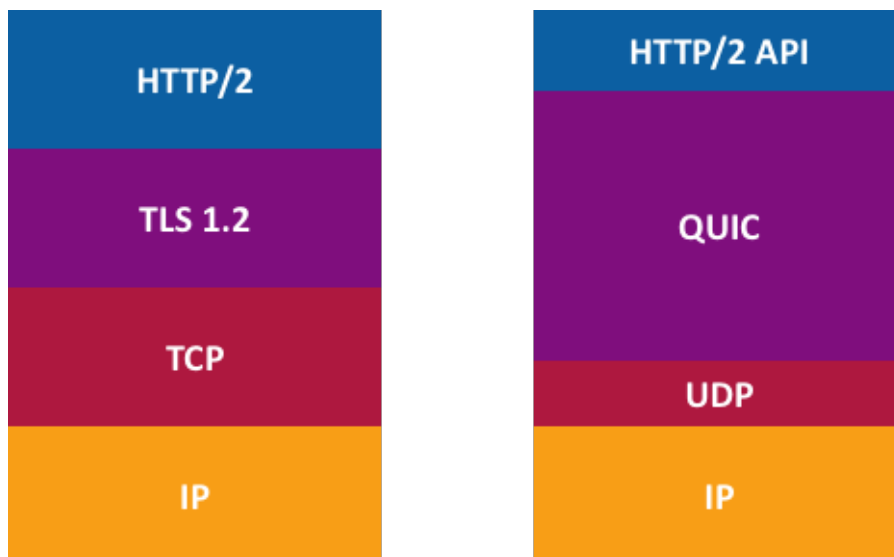 HTTP/2
TLS 1.2
TCP
IP
HTTP/2 API
QUIC
UDP
IP